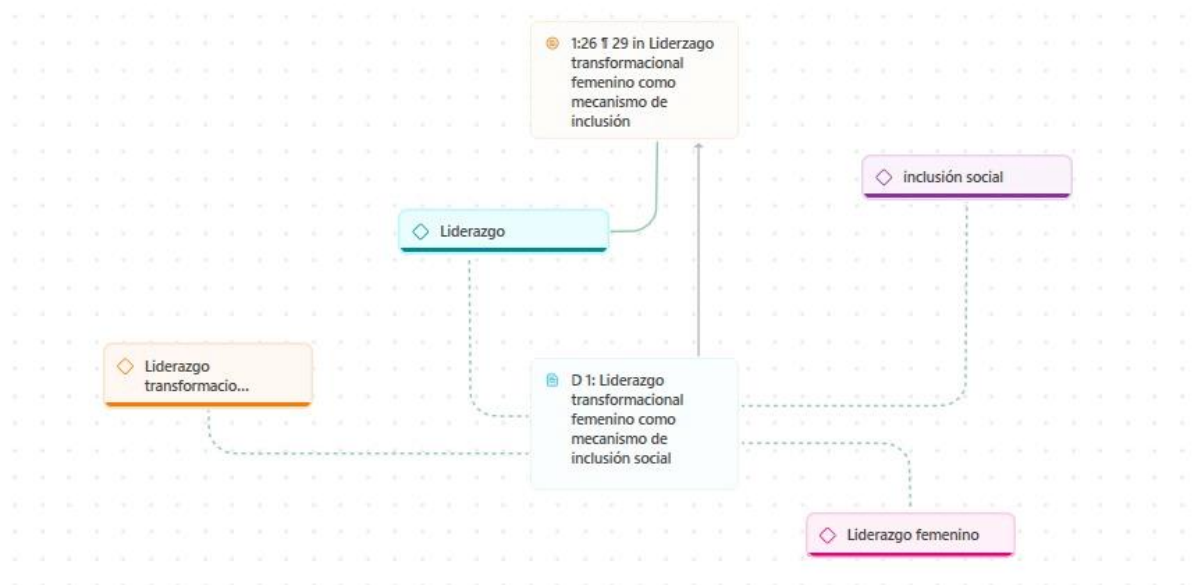 1:26 ¶ 29 in Liderzago
transformacional
femenino como
mecanismo de
inclusión
inclusión social
Liderazgo
Liderazgo
transformacio...
D 1: Liderazgo
transformacional
femenino como
mecanismo de
inclusión social
Liderazgo femenino